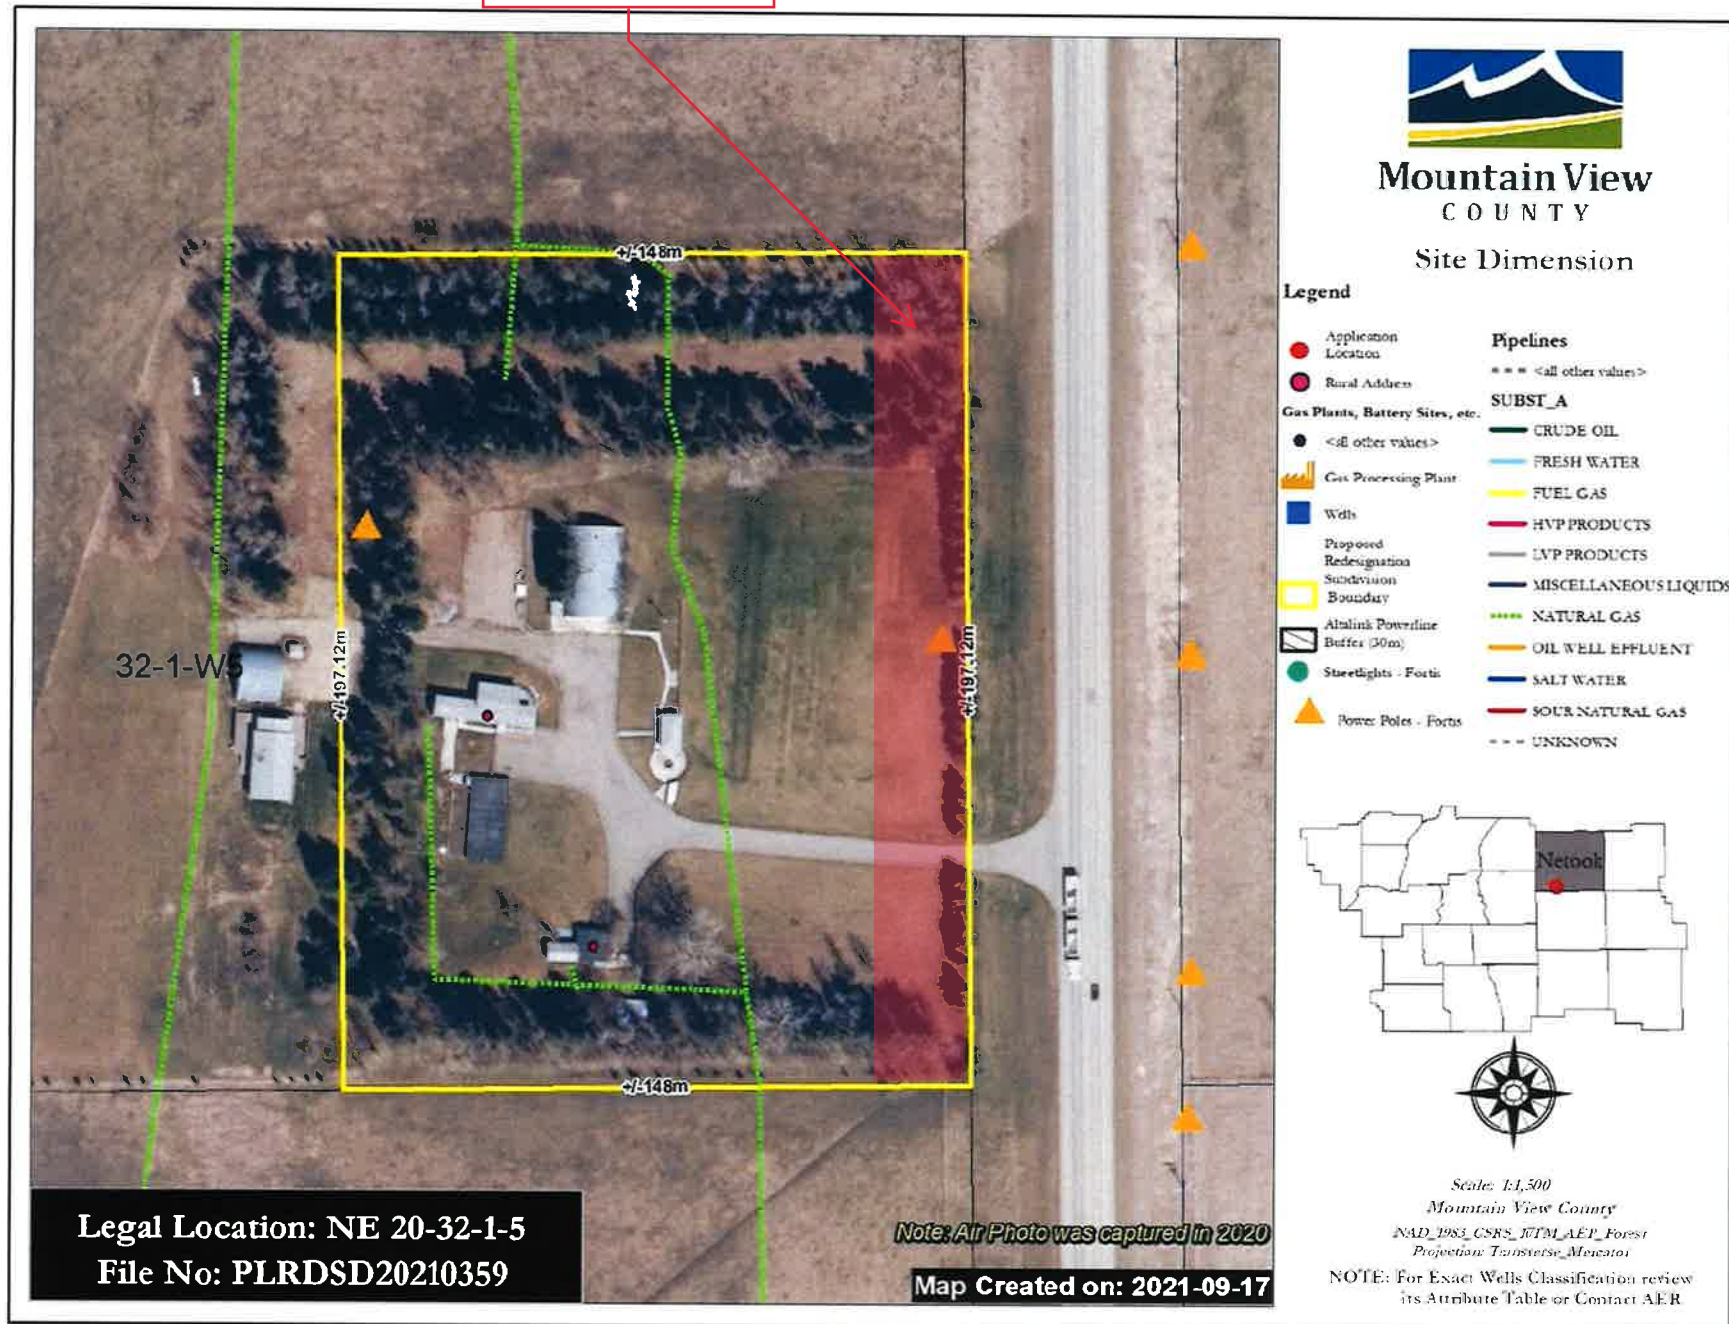 +/-148m
+/-197.12m
+/-197.12m
32-1-W5
+/-148m
Legal Location: NE 20-32-1-5
File No: PLRDSD20210359
Note: Air Photo was captured in 2020
Map Created on: 2021-09-17
Mountain View
COUNTY
Site Dimension
Legend
Application
Location
Rural Address
Gas Plants, Battery Sites, etc.
<all other values>
Gas Processing Plant
Wells
Proposed
Redesignation
Subdivision
Boundary
Altalink Powerline
Buffer (30m)
Streetlights - Fortis
Power Poles - Fortis
Pipelines
<all other values>
SUBST_A
CRUDE OIL
FRESH WATER
FUEL GAS
HVP PRODUCTS
LVP PRODUCTS
MISCELLANEOUS LIQUIDS
NATURAL GAS
OIL WELL EFFLUENT
SALT WATER
SOUR NATURAL GAS
UNKNOWN
Netook
Scale: 1:1,500
Mountain View County
NAD_1983_CSRS_10TM_AEP_Forest
Projection: Transverse_Mercator
NOTE: For Exact Wells Classification review
its Attribute Table or Contact AER